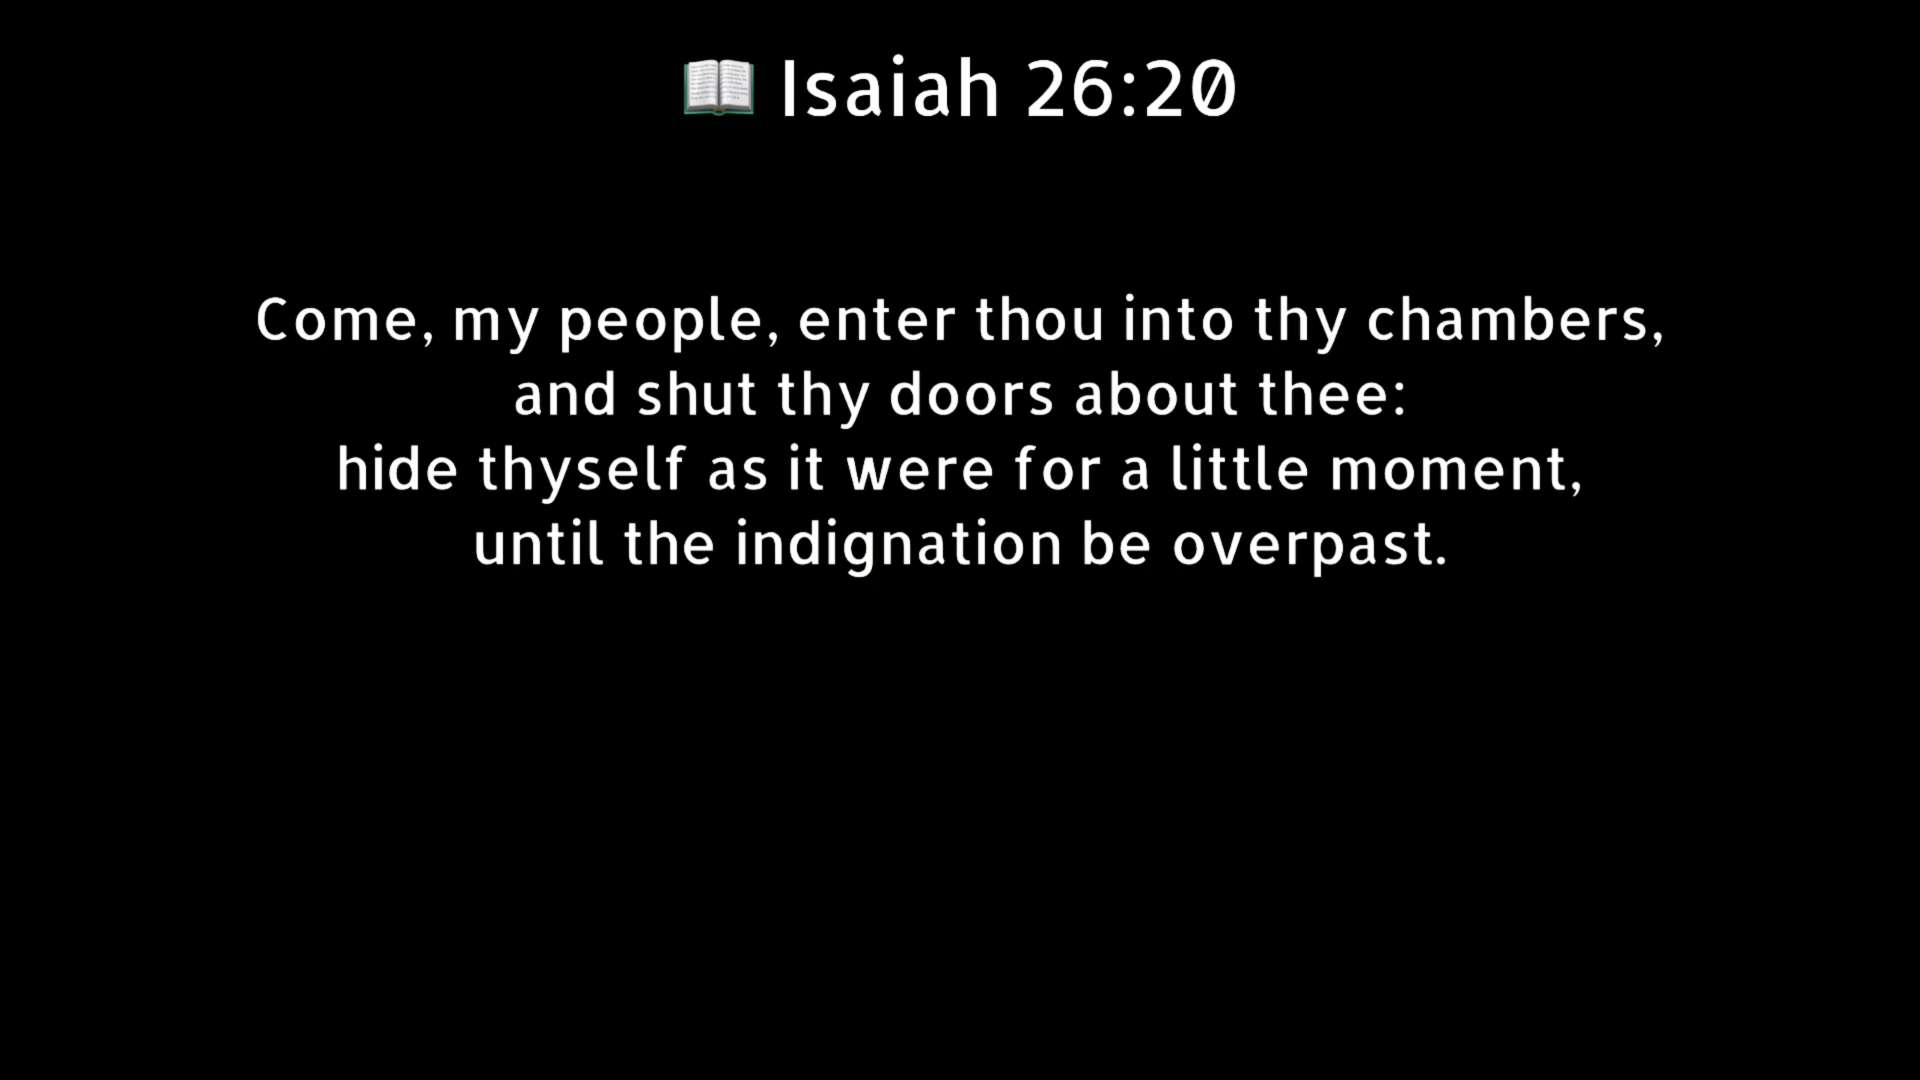 📖 Isaiah 26:20
Come, my people, enter thou into thy chambers,
and shut thy doors about thee:
hide thyself as it were for a little moment,
until the indignation be overpast.